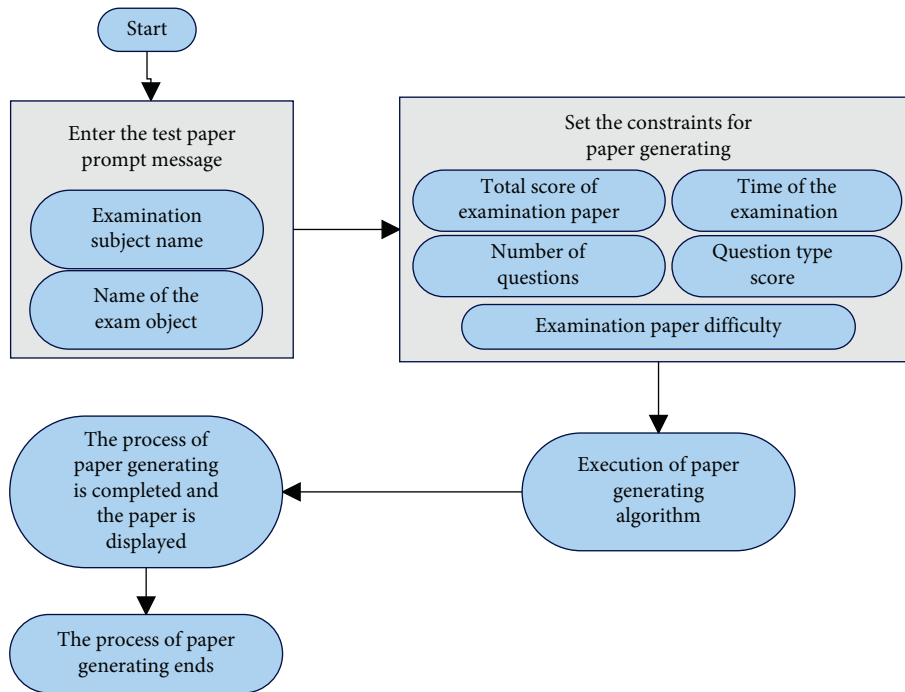 Start
Enter the test paper
prompt message
Examination
subject name
Name of the
exam object
Set the constraints for
paper generating
Total score of
examination paper
Time of the
examination
Number of
questions
Question type
score
Examination paper difficulty
Execution of paper
generating
algorithm
The process of
paper generating
is completed and
the paper is
displayed
The process of paper
generating ends